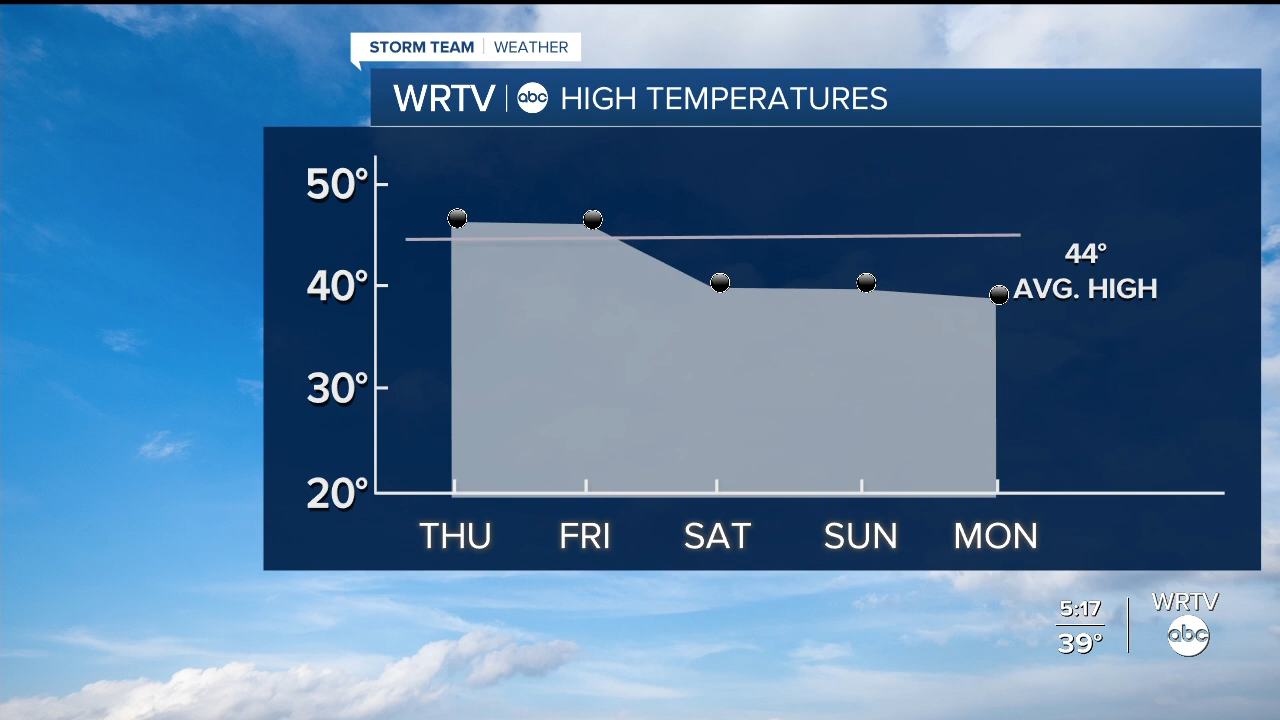 STORM TEAM WEATHER
WRTV abc HIGH TEMPERATURES
50°
44°
40°
AVG. HIGH
30°
20°
THU FRI SAT SUN MON
5:17
39°
WRTV
abc